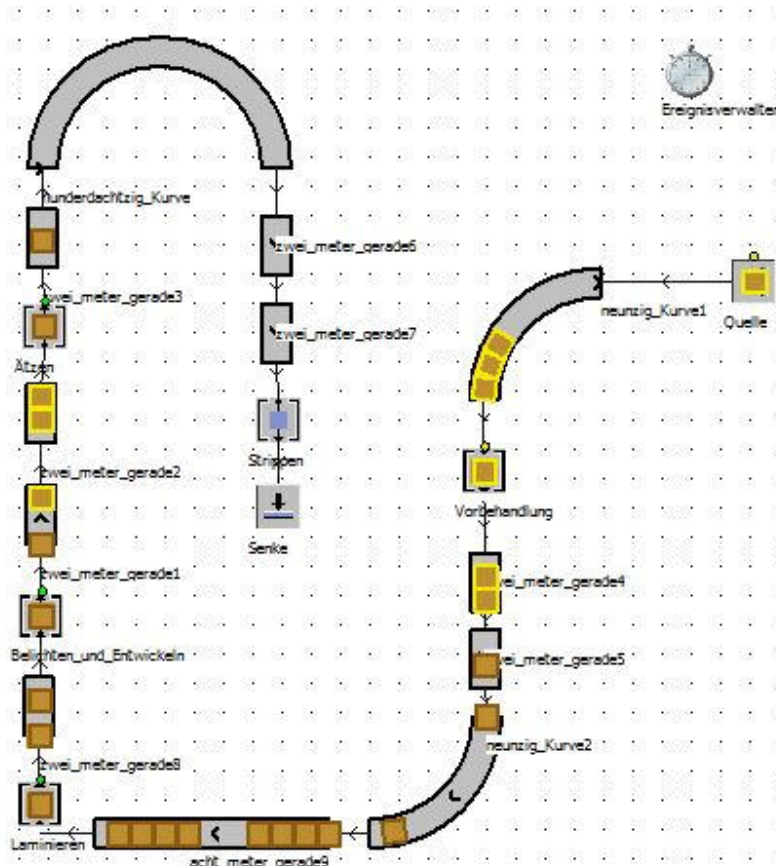 Ereignisverwalter
hunderdachtzig_Kurve
zwei_meter_gerade6
zwei_meter_gerade3
neunzig_Kurve1
Quelle
zwei_meter_gerade7
Ätzen
zwei_meter_gerade2
Strippen
Vorbehandlung
Senke
zwei_meter_gerade1
zwei_meter_gerade4
Belichten_und_Entwickeln
zwei_meter_gerade5
neunzig_Kurve2
zwei_meter_gerade8
Laminieren
acht_meter_gerade9